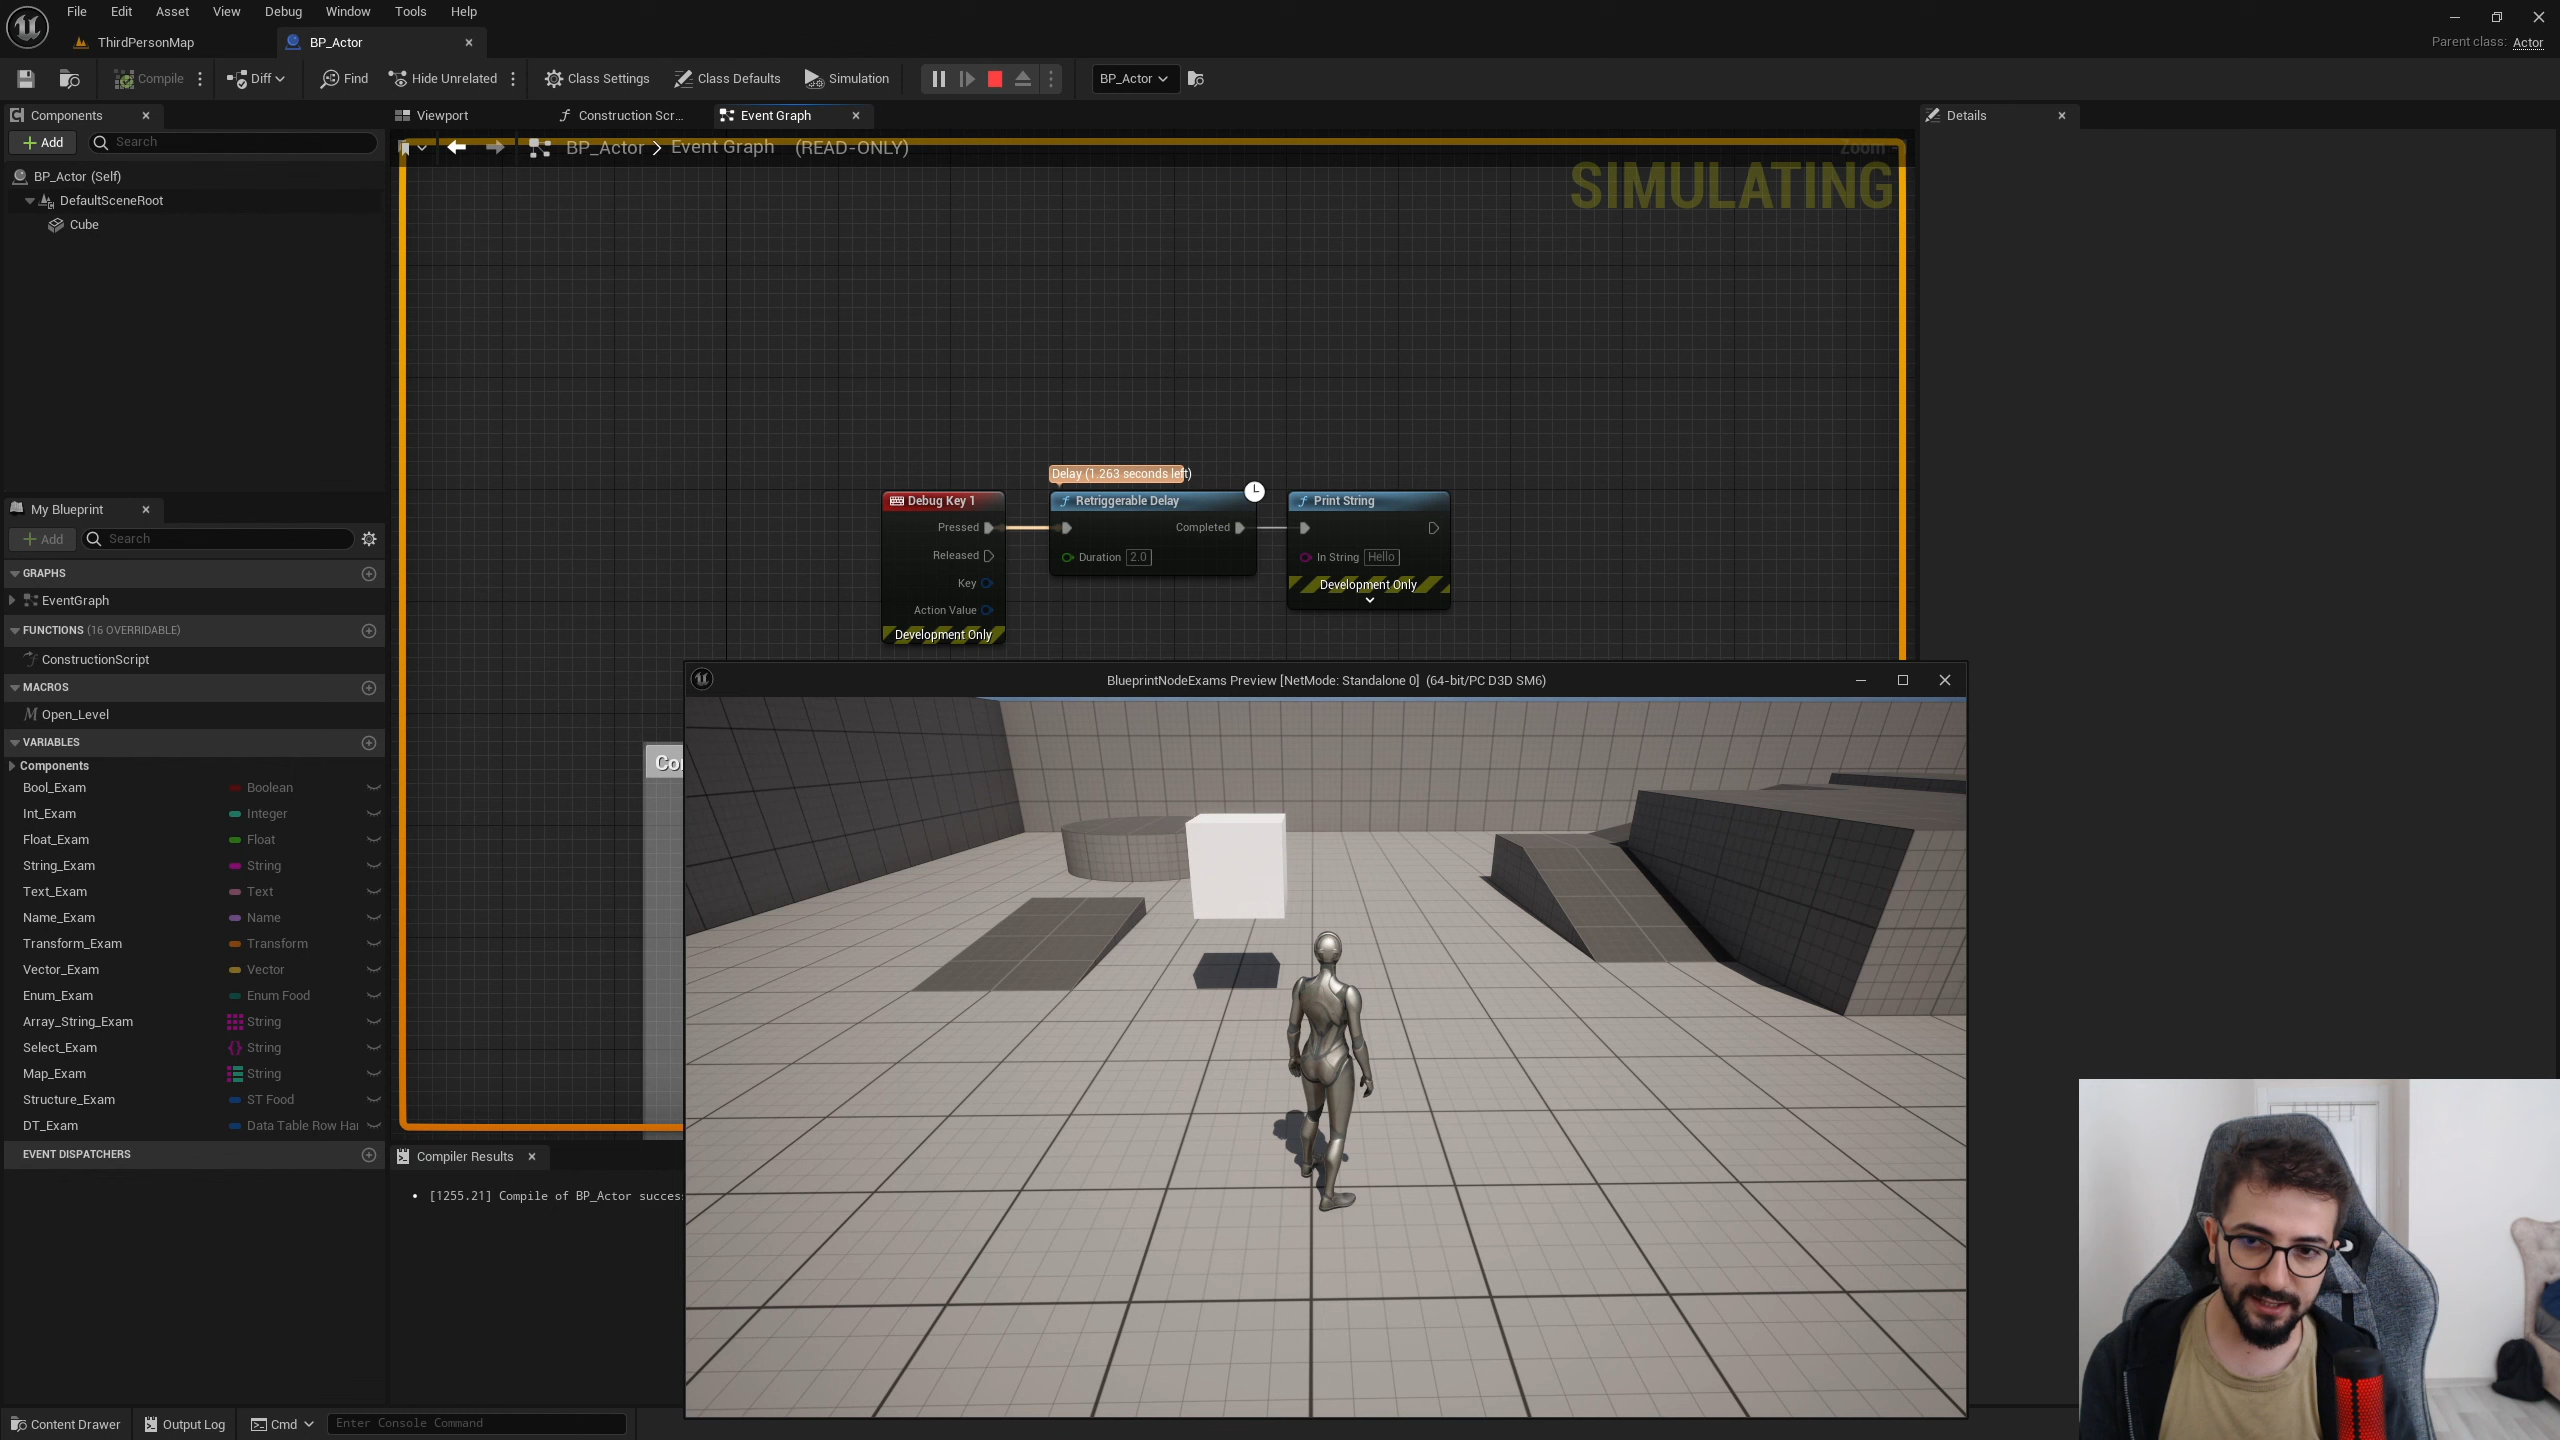 File Edit Asset View Debug Window Tools Help
ThirdPersonMap
BP_Actor
Parent class: Actor
Compile
Diff
Find
Hide Unrelated
Class Settings
Class Defaults
Simulation
BP_Actor
Components
Viewport
Construction Scr...
Event Graph
Details
Add
Search
BP_Actor > Event Graph (READ-ONLY)
Zoom
SIMULATING
BP_Actor (Self)
DefaultSceneRoot
Cube
Delay (1.263 seconds left)
Debug Key 1
Pressed
Released
Key
Action Value
Development Only
Retriggerable Delay
Completed
Duration 2.0
Print String
In String Hello
Development Only
My Blueprint
Add
Search
GRAPHS
EventGraph
FUNCTIONS (16 OVERRIDABLE)
ConstructionScript
MACROS
Open_Level
VARIABLES
Components
Bool_Exam Boolean
Int_Exam Integer
Float_Exam Float
String_Exam String
Text_Exam Text
Name_Exam Name
Transform_Exam Transform
Vector_Exam Vector
Enum_Exam Enum Food
Array_String_Exam String
Select_Exam String
Map_Exam String
Structure_Exam ST Food
DT_Exam Data Table Row Ha
EVENT DISPATCHERS
BlueprintNodeExams Preview [NetMode: Standalone 0] (64-bit/PC D3D SM6)
Compiler Results
[1255.21] Compile of BP_Actor succes
Content Drawer
Output Log
Cmd
Enter Console Command